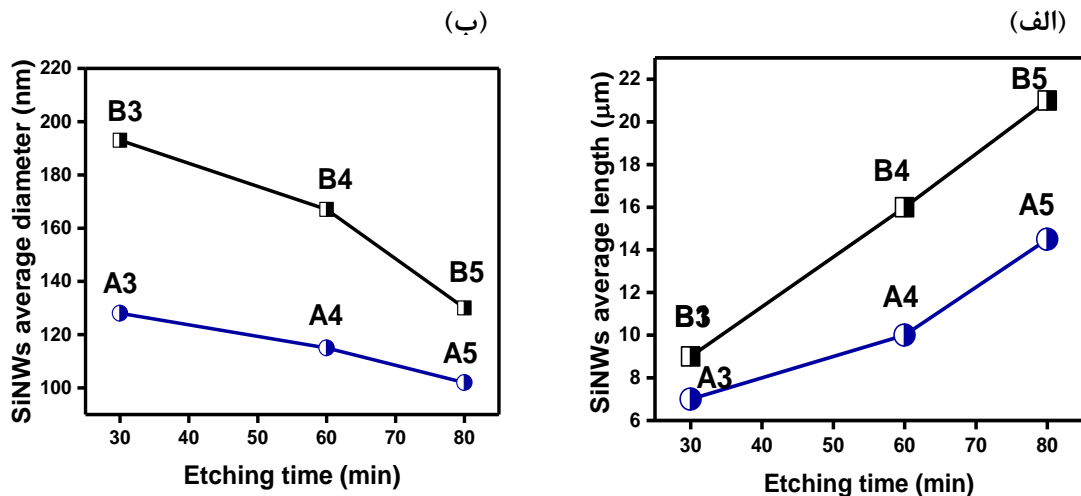 (ب)
SiNWs average diameter (nm)
220
200
180
160
140
120
100
B3
B4
B5
A3
A4
A5
30 40 50 60 70 80
Etching time (min)
(الف)
SiNWs average length (μm)
22
20
18
16
14
12
10
8
6
B5
B4
A5
A4
A3
30 40 50 60 70 80
Etching time (min)